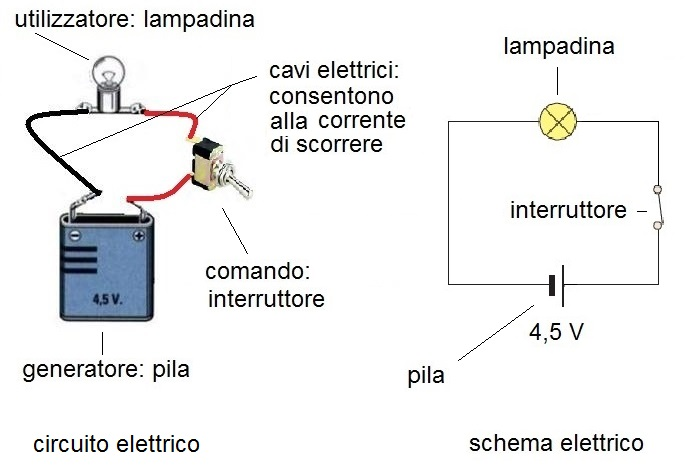 utilizzatore: lampadina
cavi elettrici:
consentono
alla corrente
di scorrere
comando:
interruttore
4,5 V.
generatore: pila
circuito elettrico
lampadina
interruttore
4,5 V
pila
schema elettrico